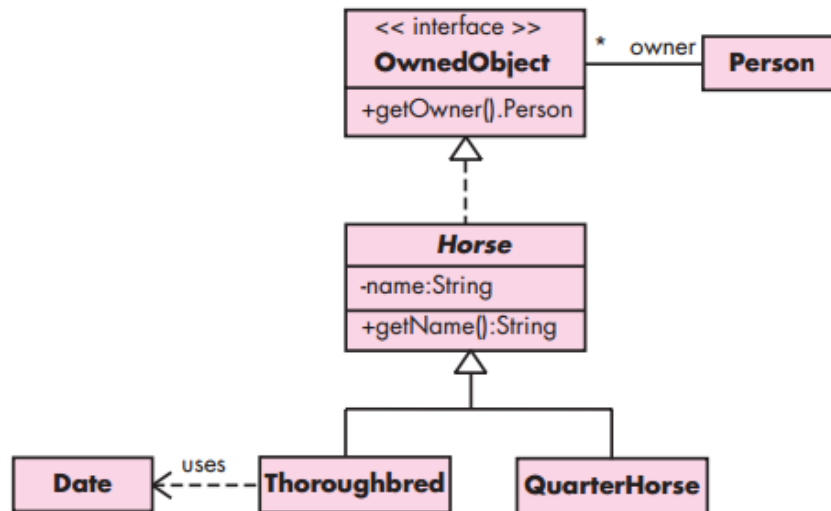 << interface >>
OwnedObject
* owner
Person
+getOwner().Person
Horse
-name:String
+getName():String
Date
uses
Thoroughbred
QuarterHorse